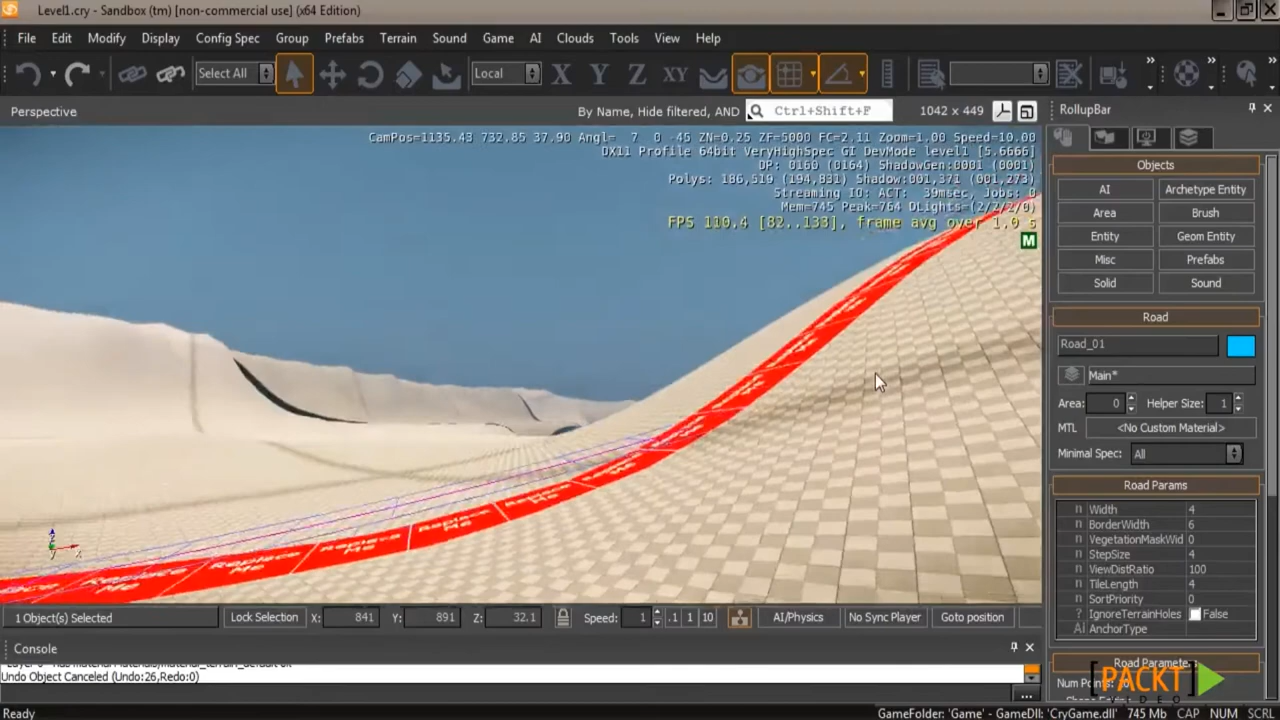 Level1.cry - Sandbox (tm) [non-commercial use] (x64 Edition)
File Edit Modify Display Config Spec Group Prefabs Terrain Sound Game AI Clouds Tools View Help
Select All Local X Y Z XY
Perspective By Name, Hide filtered, AND Ctrl+Shift+F 1042 x 449 RollupBar
CamPos=1135.43 732.85 37.90 Angl= 7 0 -45 ZN=0.25 ZF=5000 FC=2.11 Zoom=1.00 Speed=10.00
DX11 Profile 64bit VeryHighSpec GI DevMode level1 [5.6666]
DP: 0160 (0164) ShadowGen:0001 (0001)
Polys: 186,519 (194,831) Shadow:001,371 (001,273)
Streaming IO: ACT: 39msec, Jobs: 0
Mem=745 Peak=764 DLights=(2/2/2/0)
FPS 110.4 [82..133], frame avg over 1.0 s
M
Objects
AI Archetype Entity
Area Brush
Entity Geom Entity
Misc Prefabs
Solid Sound
Road
Road_01
Main*
Area: 0 Helper Size: 1
MTL <No Custom Material>
Minimal Spec: All
Road Params
Width 4
BorderWidth 6
VegetationMaskWid 0
StepSize 4
ViewDistRatio 100
TileLength 4
SortPriority 0
IgnoreTerrainHoles False
AnchorType
Road Paramete
Num Points:
Replace Me
Replace Me
Replace Me
Replace Me
z
y x
1 Object(s) Selected Lock Selection X: 841 Y: 891 Z: 32.1 Speed: 1 .1 1 10 AI/Physics No Sync Player Goto position
Console
Undo Object Canceled (Undo:26,Redo:0)
[PACKT]
VIDEO
Ready GameFolder: 'Game' - GameDll: 'CryGame.dll' 745 Mb CAP NUM SCRL